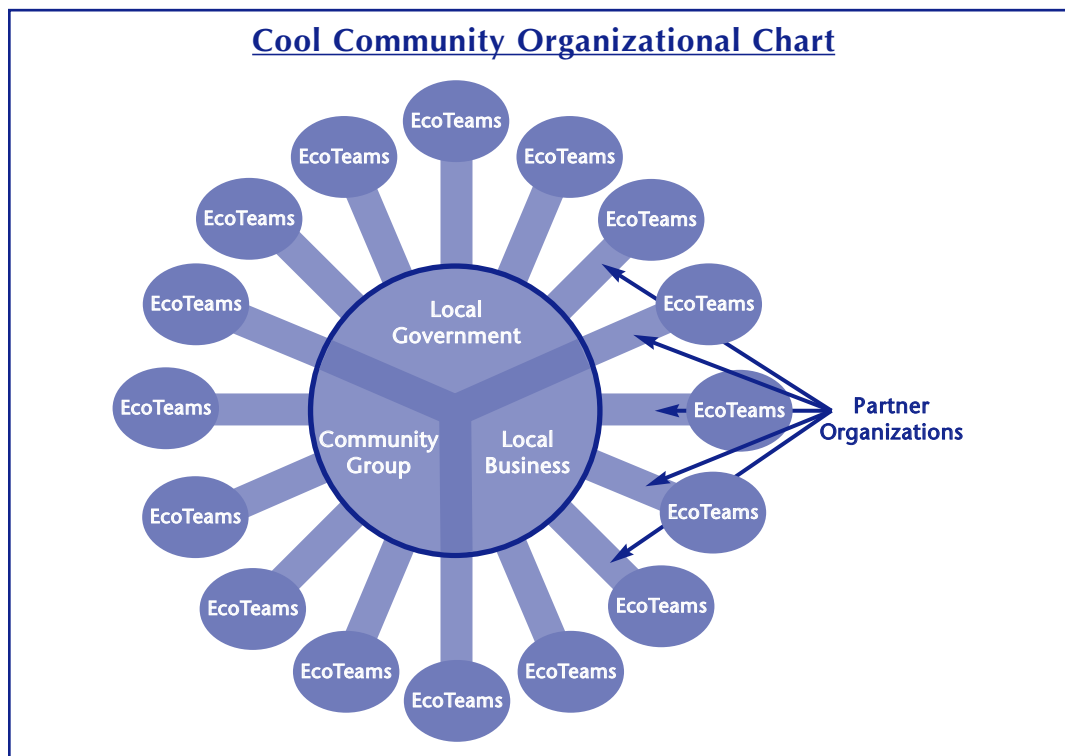 Cool Community Organizational Chart
EcoTeams
EcoTeams
EcoTeams
EcoTeams
EcoTeams
EcoTeams
EcoTeams
Local
Government
EcoTeams
EcoTeams
Partner
Organizations
Community
Group
Local
Business
EcoTeams
EcoTeams
EcoTeams
EcoTeams
EcoTeams
EcoTeams
EcoTeams